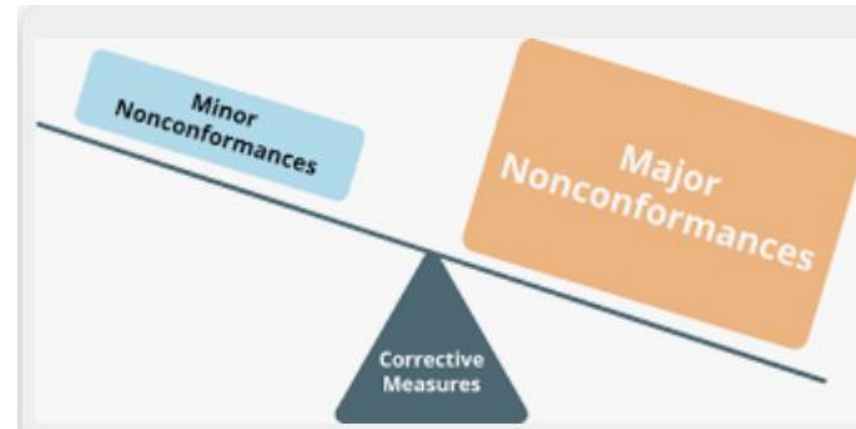 Minor
Nonconformances
Major
Nonconformances
Corrective
Measures